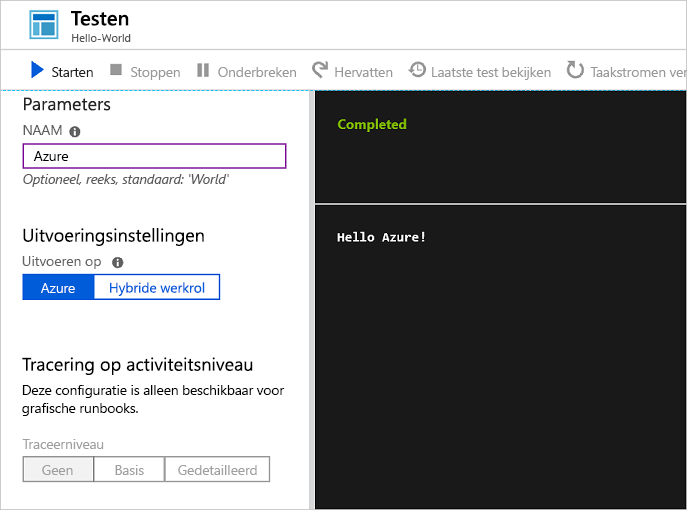 Testen
Hello-World
Starten Stoppen Onderbreken Hervatten Laatste test bekijken Taakstromen ver
Parameters
NAAM
Azure
Optioneel, reeks, standaard: 'World'
Uitvoeringsinstellingen
Uitvoeren op
Azure Hybride werkrol
Tracering op activiteitsniveau
Deze configuratie is alleen beschikbaar voor
grafische runbooks.
Traceerniveau
Geen Basis Gedetailleerd
Completed
Hello Azure!